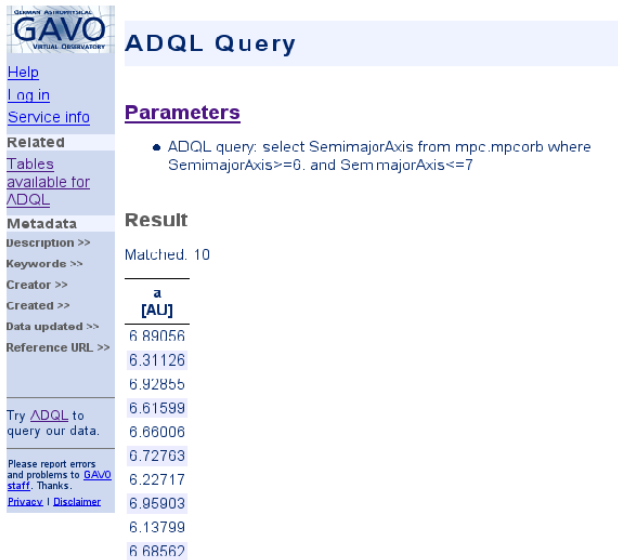 GERMAN ASTROPHYSICAL
GAVO
VIRTUAL OBSERVATORY
Help
Log in
Service info
Related
Tables
available for
ADQL
Metadata
Description >>
Keywords >>
Creator >>
Created >>
Data updated >>
Reference URL >>
Try ADQL to
query our data.
Please report errors
and problems to GAVO
staff. Thanks.
Privacy | Disclaimer
ADQL Query
Parameters
● ADQL query: select SemimajorAxis from mpc.mpcorb where
SemimajorAxis>=6. and SemimajorAxis<=7
Result
Matched: 10
a
[AU]
6.89056
6.31126
6.92855
6.61599
6.66006
6.72763
6.22717
6.95903
6.13799
6.68562